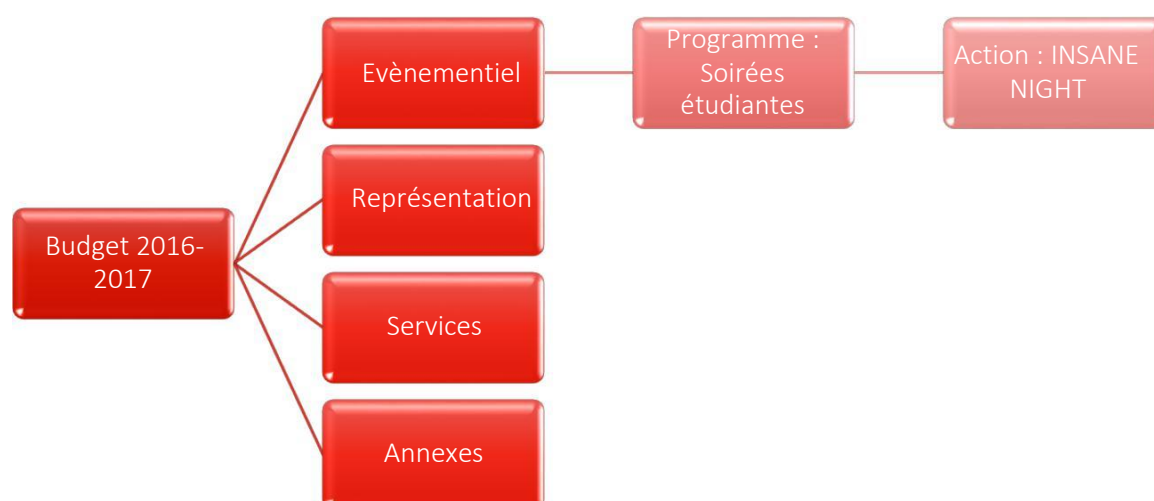 Evènementiel
Programme :
Soirées
étudiantes
Action : INSANE
NIGHT
Représentation
Budget 2016-
2017
Services
Annexes